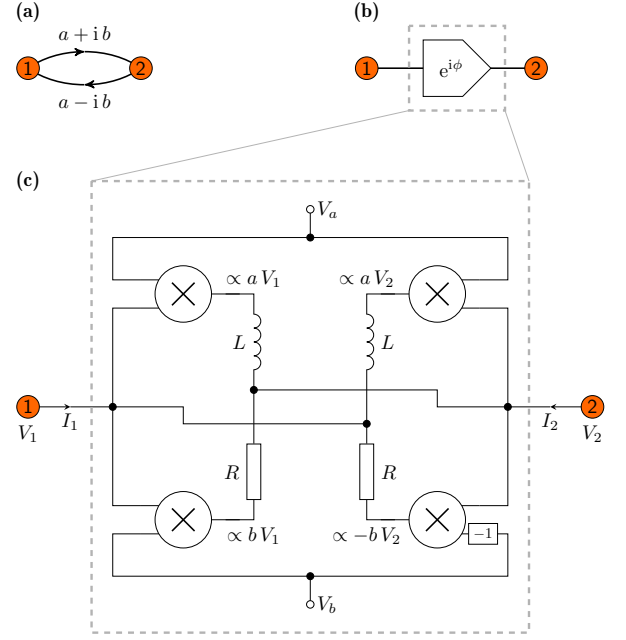 (a)
a + i b
1
2
a − i b
(b)
1
e^{iϕ}
2
(c)
V_a
∝ a V_1
∝ a V_2
L
L
1
I_1
I_2
2
V_1
V_2
R
R
∝ b V_1
∝ −b V_2
−1
V_b